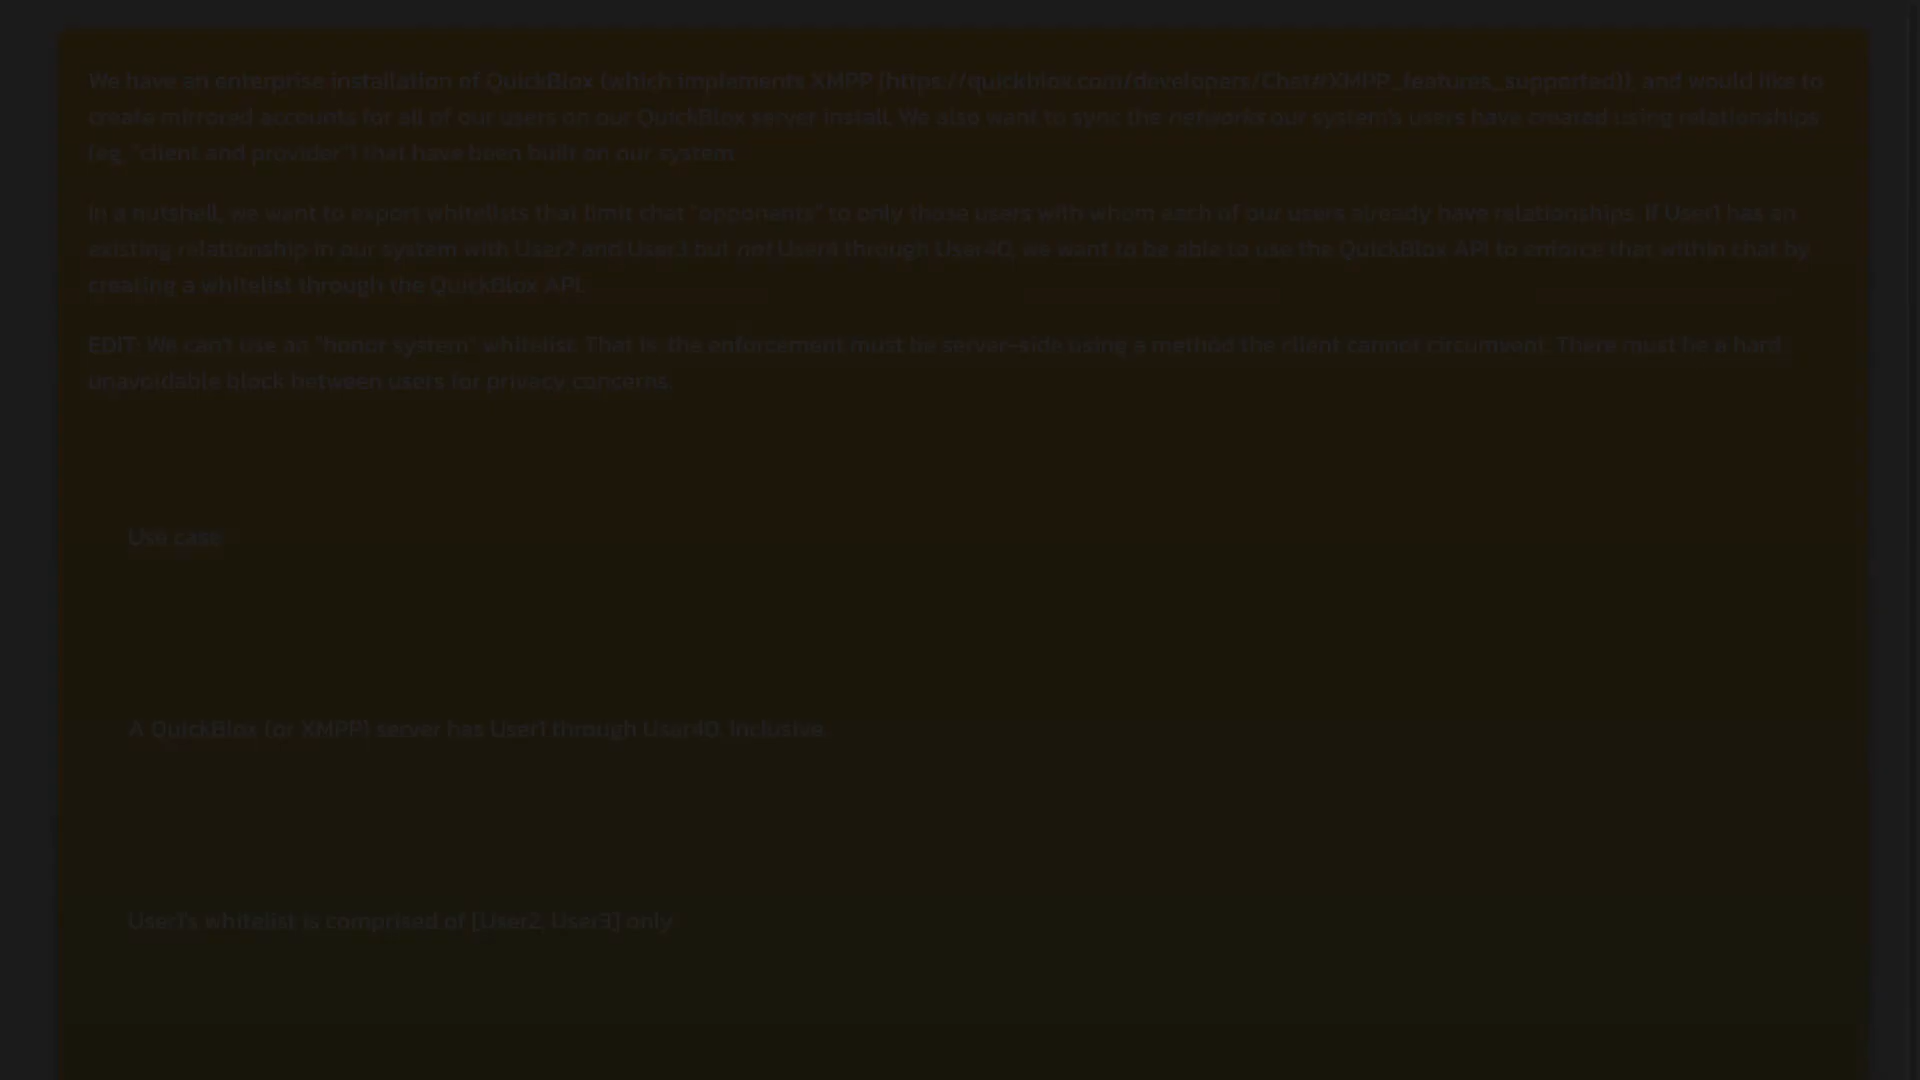 We have an enterprise installation of QuickBlox (which implements XMPP [https://quickblox.com/developers/Chat#XMPP_features_supported]), and would like to
create mirrored accounts for all of our users on our QuickBlox server install. We also want to sync the networks our system's users have created using relationships
(eg. "client and provider") that have been built on our system.
In a nutshell, we want to export whitelists that limit chat "opponents" to only those users with whom each of our users already have relationships. If User1 has an
existing relationship in our system with User2 and User3 but not User4 through User40, we want to be able to use the QuickBlox API to enforce that within chat by
creating a whitelist through the QuickBlox API.
EDIT: We can't use an "honor system" whitelist. That is, the enforcement must be server-side using a method the client cannot circumvent. There must be a hard
unavoidable block between users for privacy concerns.
Use case
A QuickBlox (or XMPP) server has User1 through User40, inclusive.
User1's whitelist is comprised of [User2, User3] only